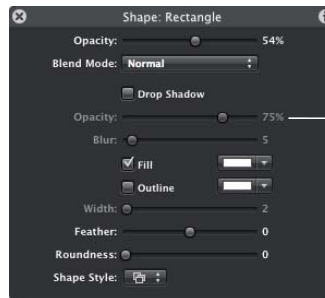 Shape: Rectangle
Opacity: 54%
Blend Mode: Normal
Drop Shadow
Opacity: 75%
Blur: 5
Fill
Outline
Width: 2
Feather: 0
Roundness: 0
Shape Style: